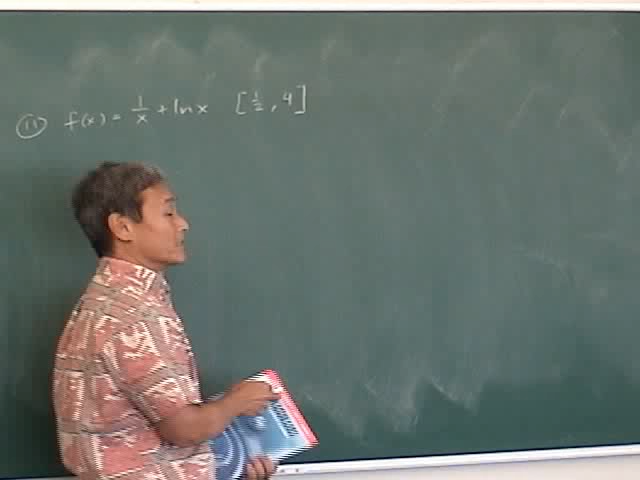 ⑪ f(x) = 1/x + ln x [1/2, 4]